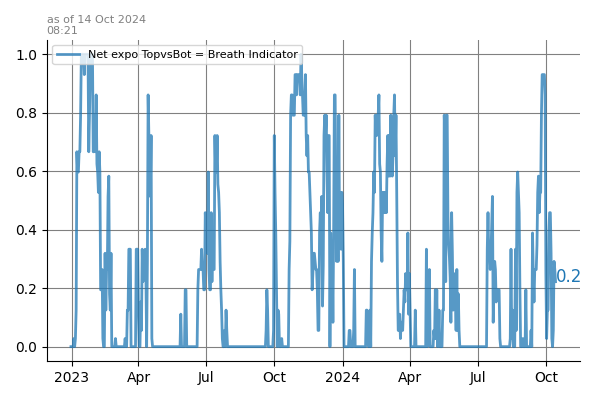 as of 14 Oct 2024
08:21
Net expo TopvsBot = Breath Indicator
1.0
0.8
0.6
0.4
0.2
0.0
0.2
2023
Apr
Jul
Oct
2024
Apr
Jul
Oct